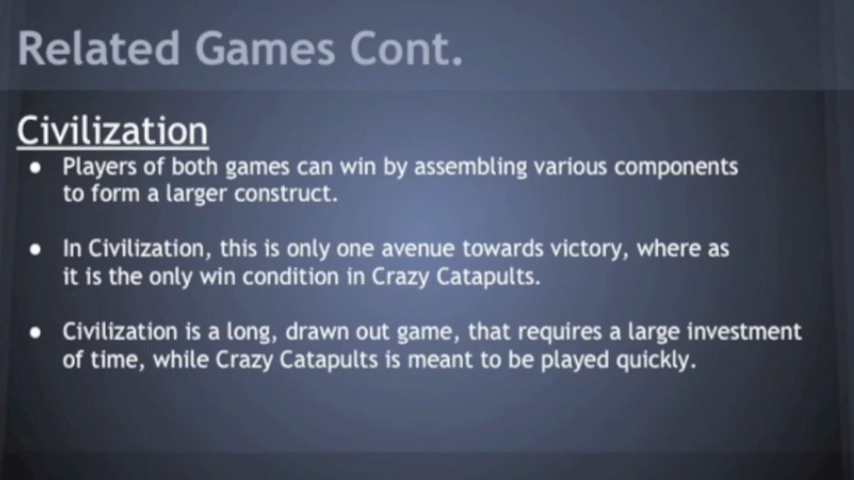 Related Games Cont.
Civilization
● Players of both games can win by assembling various components
to form a larger construct.
● In Civilization, this is only one avenue towards victory, where as
it is the only win condition in Crazy Catapults.
● Civilization is a long, drawn out game, that requires a large investment
of time, while Crazy Catapults is meant to be played quickly.